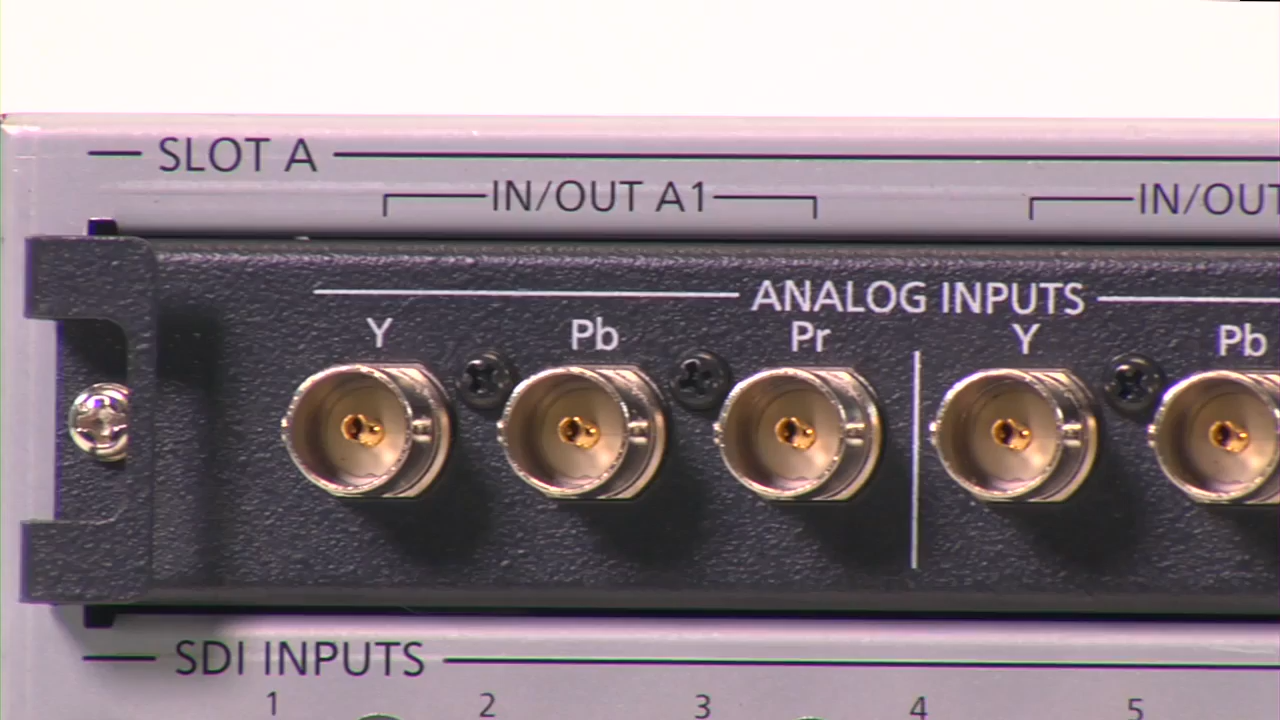 SLOT A
IN/OUT A1 IN/OUT
ANALOG INPUTS
Y Pb Pr Y Pb
SDI INPUTS
1 2 3 4 5